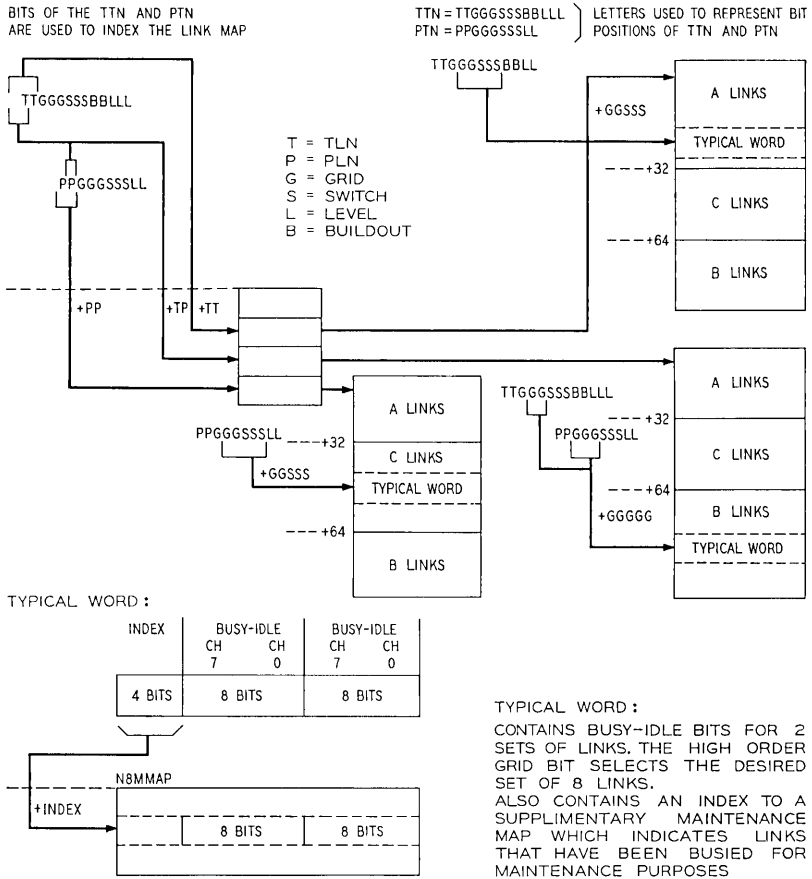 BITS OF THE TTN AND PTN
ARE USED TO INDEX THE LINK MAP
TTN = TTGGGSSSBBLLL
PTN = PPGGGSSSLL
LETTERS USED TO REPRESENT BIT
POSITIONS OF TTN AND PTN
TTGGGSSSBBLLL
PPGGGSSSLL
T = TLN
P = PLN
G = GRID
S = SWITCH
L = LEVEL
B = BUILDOUT
TTGGGSSSBBLL
+GGSSS
A LINKS
TYPICAL WORD
+32
C LINKS
+64
B LINKS
+PP
+TP
+TT
PPGGGSSSLL
+GGSSS
A LINKS
+32
C LINKS
TYPICAL WORD
+64
B LINKS
TTGGGSSSBBLLL
PPGGGSSSLL
+GGGGG
A LINKS
+32
C LINKS
+64
B LINKS
TYPICAL WORD
TYPICAL WORD:
INDEX BUSY-IDLE BUSY-IDLE
CH CH CH CH
7 0 7 0
4 BITS 8 BITS 8 BITS
N8MMAP
+INDEX
8 BITS 8 BITS
TYPICAL WORD:
CONTAINS BUSY-IDLE BITS FOR 2
SETS OF LINKS. THE HIGH ORDER
GRID BIT SELECTS THE DESIRED
SET OF 8 LINKS.
ALSO CONTAINS AN INDEX TO A
SUPPLIMENTARY MAINTENANCE
MAP WHICH INDICATES LINKS
THAT HAVE BEEN BUSIED FOR
MAINTENANCE PURPOSES